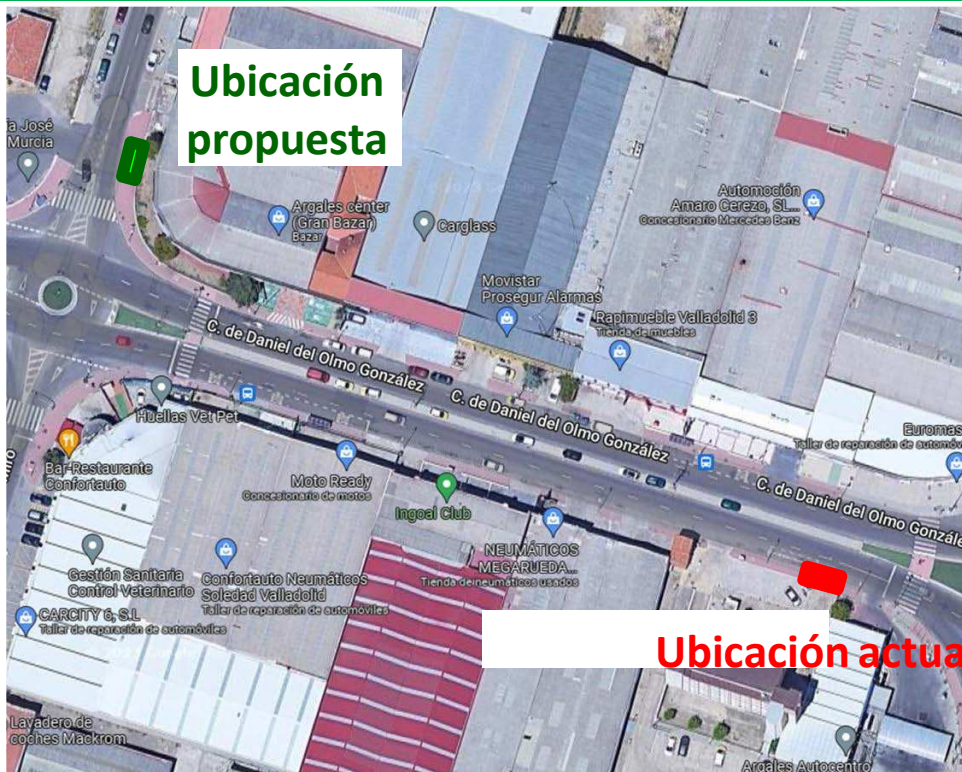 Ubicación
propuesta
ía José
Murcia
Argales center
(Gran Bazar)
Bazar
Carglass
Automoción
Amaro Cerezo, SL...
Concesionario Mercedes Benz
Movistar
Prosegur Alarmas
Rapimueble Valladolid 3
Tienda de muebles
C. de Daniel del Olmo González
C. de Daniel del Olmo González
Huellas Vet Pet
Euromas
Taller de reparación de automóvi
Bar-Restaurante
Confortauto
Moto Ready
Concesionario de motos
Ingoal Club
C. de Daniel del Olmo Gonzále
NEUMÁTICOS
MEGARUEDA...
Tienda de neumáticos usados
Gestión Sanitaria
Control Veterinario
Confortauto Neumáticos
Soledad Valladolid
Taller de reparación de automóviles
CARCITY 6, S.L
Taller de reparación de automóviles
Ubicación actua
Lavadero de
coches Mackrom
Argales Autocentro